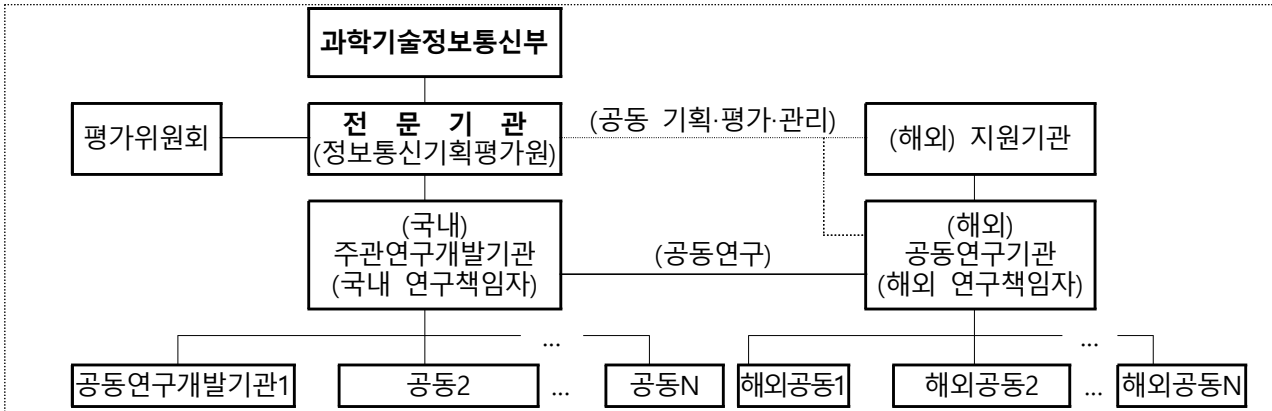 과학기술정보통신부
평가위원회
전 문 기 관
(정보통신기획평가원)
(공동 기획·평가·관리)
(해외) 지원기관
(국내)
주관연구개발기관
(국내 연구책임자)
(공동연구)
(해외)
공동연구기관
(해외 연구책임자)
...
...
공동연구개발기관1
공동2
...
공동N
해외공동1
해외공동2
...
해외공동N